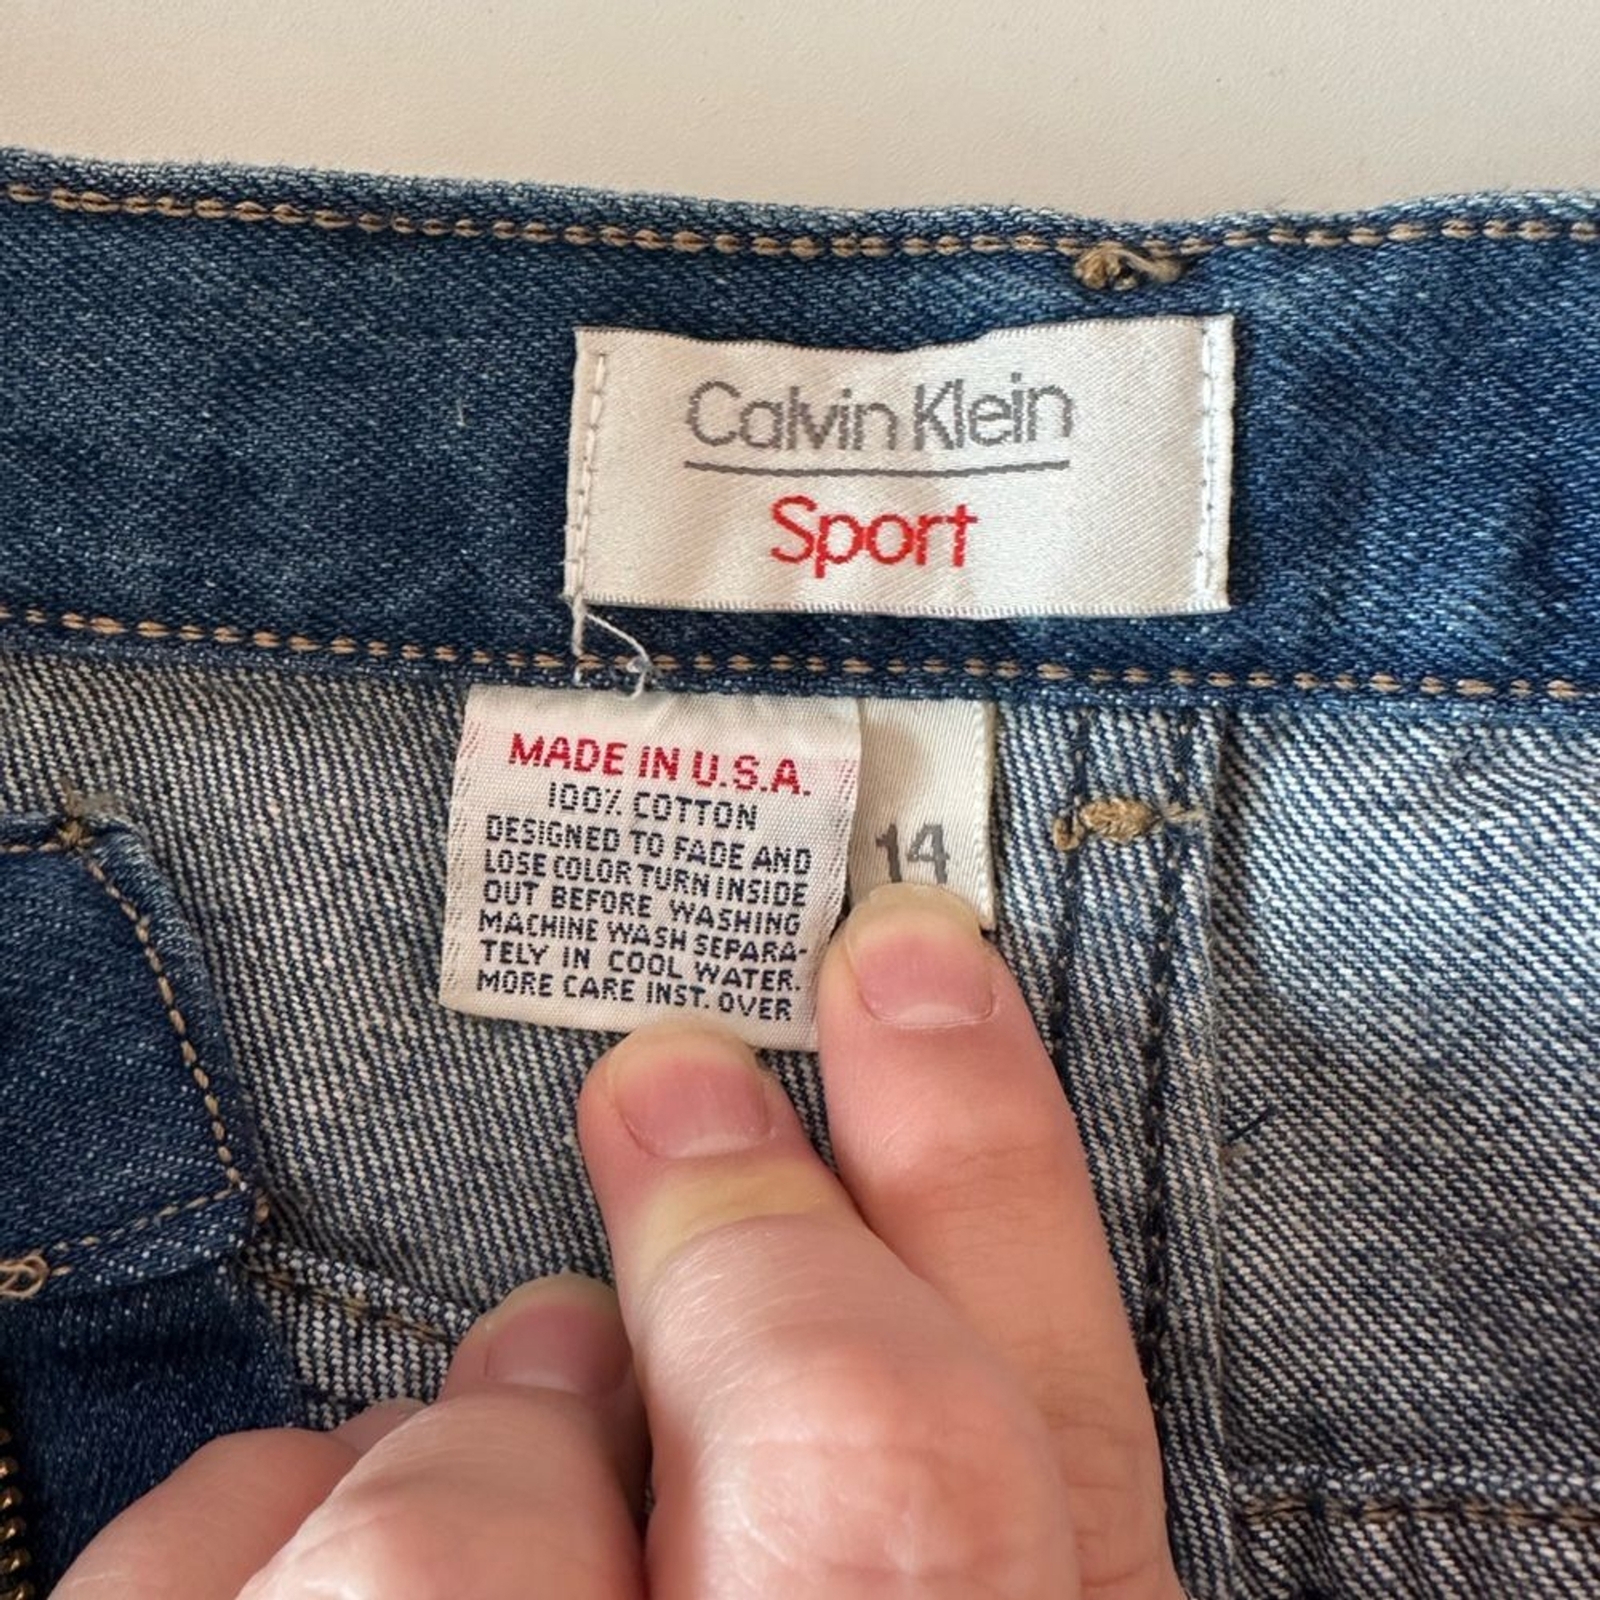 Calvin Klein
Sport
MADE IN U.S.A.
100% COTTON
DESIGNED TO FADE AND
LOSE COLOR TURN INSIDE
OUT BEFORE WASHING
MACHINE WASH SEPARA-
TELY IN COOL WATER.
MORE CARE INST. OVER
14